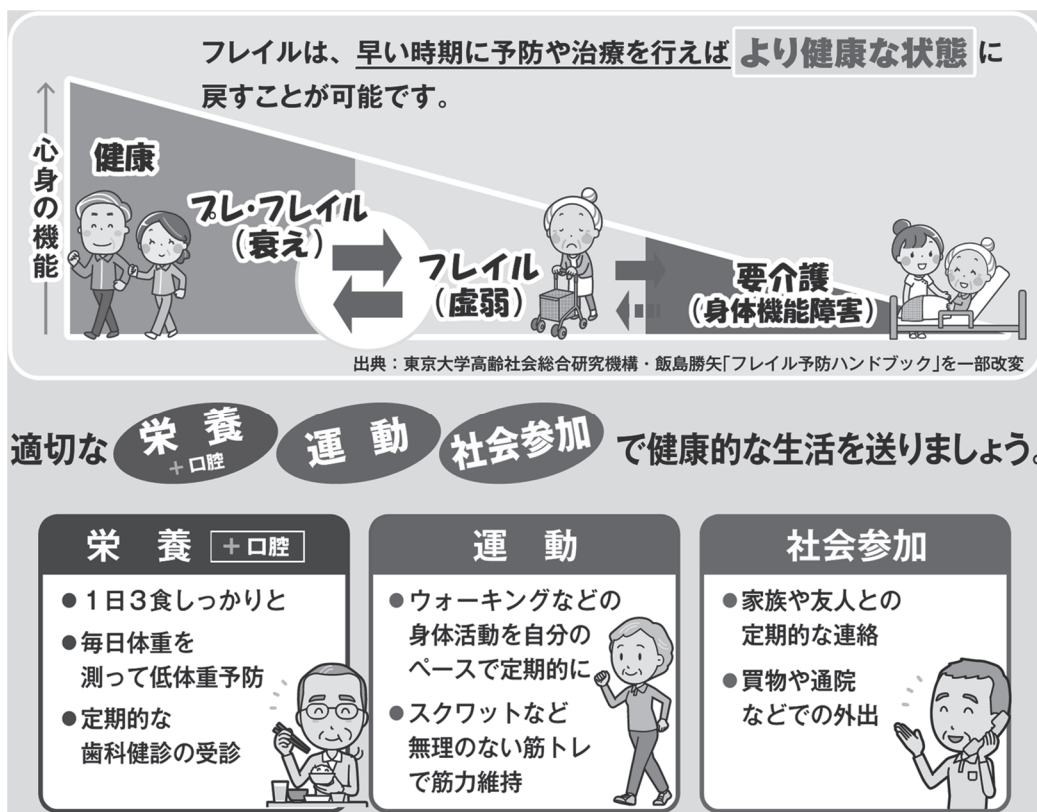 フレイルは、早い時期に予防や治療を行えば より健康な状態 に
戻すことが可能です。
心身の機能
健康
プレ・フレイル
(衰え)
フレイル
(虚弱)
要介護
(身体機能障害)
出典:東京大学高齢社会総合研究機構・飯島勝矢「フレイル予防ハンドブック」を一部改変
適切な 栄養 +口腔 運動 社会参加 で健康的な生活を送りましょう。
栄養 +口腔
●1日3食しっかりと
●毎日体重を
測って低体重予防
●定期的な
歯科健診の受診
運動
●ウォーキングなどの
身体活動を自分の
ペースで定期的に
●スクワットなど
無理のない筋トレ
で筋力維持
社会参加
●家族や友人との
定期的な連絡
●買物や通院
などでの外出